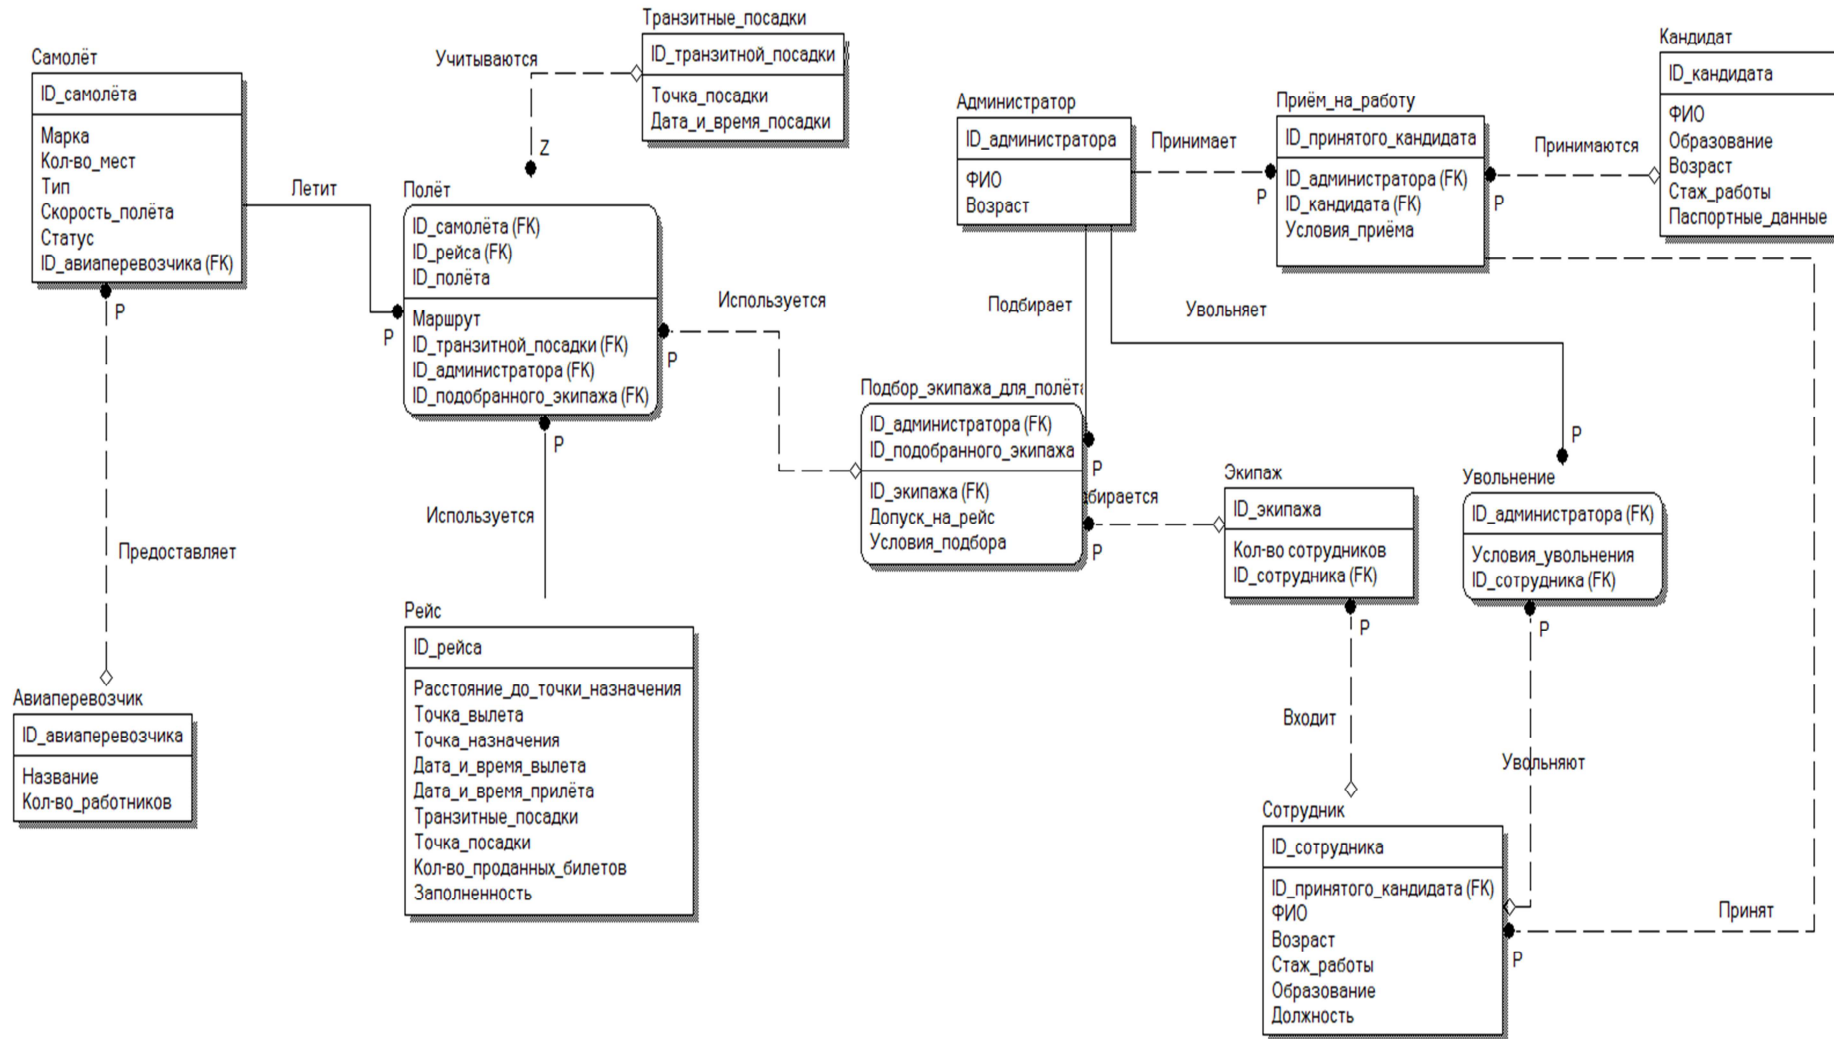 Транзитные_посадки
ID_транзитной_посадки
Точка_посадки
Дата_и_время_посадки
Учитываются
Z
Самолёт
ID_самолёта
Марка
Кол-во_мест
Тип
Скорость_полёта
Статус
ID_авиаперевозчика (FK)
P
Летит
P
Полёт
ID_самолёта (FK)
ID_рейса (FK)
ID_полёта
Маршрут
ID_транзитной_посадки (FK)
ID_администратора (FK)
ID_подобранного_экипажа (FK)
P
P
Используется
Используется
Предоставляет
Авиаперевозчик
ID_авиаперевозчика
Название
Кол-во_работников
Рейс
ID_рейса
Расстояние_до_точки_назначения
Точка_вылета
Точка_назначения
Дата_и_время_вылета
Дата_и_время_прилёта
Транзитные_посадки
Точка_посадки
Кол-во_проданных_билетов
Заполненность
Администратор
ID_администратора
ФИО
Возраст
Принимает
P
Приём_на_работу
ID_принятого_кандидата
ID_администратора (FK)
ID_кандидата (FK)
Условия_приёма
Принимаются
P
Кандидат
ID_кандидата
ФИО
Образование
Возраст
Стаж_работы
Паспортные_данные
Подбирает
Увольняет
Подбор_экипажа_для_полёта
ID_администратора (FK)
ID_подобранного_экипажа
ID_экипажа (FK)
Допуск_на_рейс
Условия_подбора
P
бирается
P
Экипаж
ID_экипажа
Кол-во сотрудников
ID_сотрудника (FK)
P
P
Увольнение
ID_администратора (FK)
Условия_увольнения
ID_сотрудника (FK)
P
Входит
Увольняют
Сотрудник
ID_сотрудника
ID_принятого_кандидата (FK)
ФИО
Возраст
Стаж_работы
Образование
Должность
Принят
P